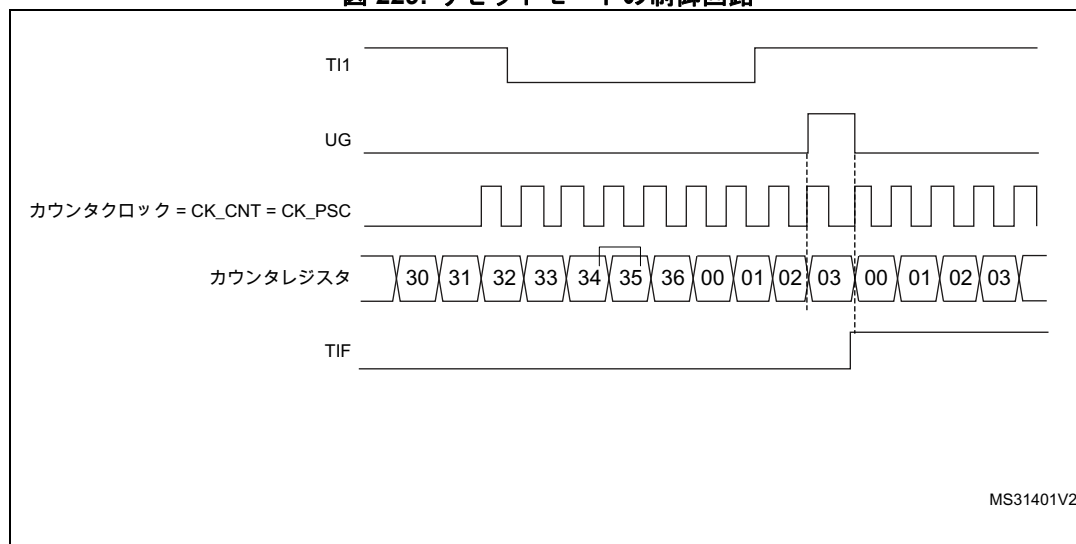 TI1
UG
カウンタクロック = CK_CNT = CK_PSC
カウンタレジスタ 30 31 32 33 34 35 36 00 01 02 03 00 01 02 03
TIF
MS31401V2